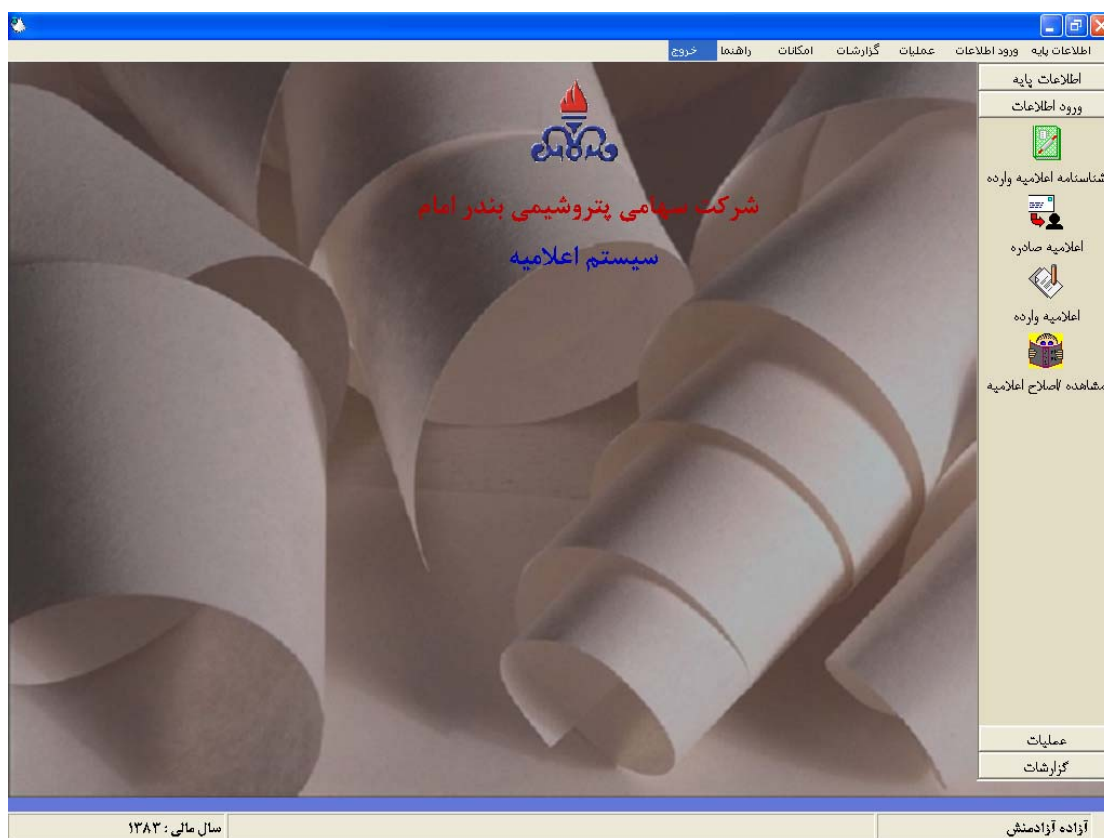 اطلاعات پایه ورود اطلاعات عملیات گزارشات امکانات راهنما خروج
اطلاعات پایه
ورود اطلاعات
شناسنامه اعلامیه وارده
اعلامیه صادره
اعلامیه وارده
مشاهده /اصلاح اعلامیه
شرکت سهامی پتروشیمی بندر امام
سیستم اعلامیه
عملیات
گزارشات
آزاده آزادمنش
سال مالی : ۱۳۸۳